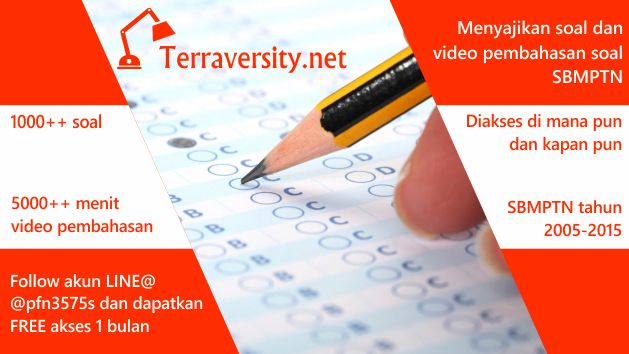 Terraversity.net
Menyajikan soal dan
video pembahasan soal
SBMPTN
1000++ soal
Diakses di mana pun
dan kapan pun
5000++ menit
video pembahasan
SBMPTN tahun
2005-2015
Follow akun LINE@
@pfn3575s dan dapatkan
FREE akses 1 bulan